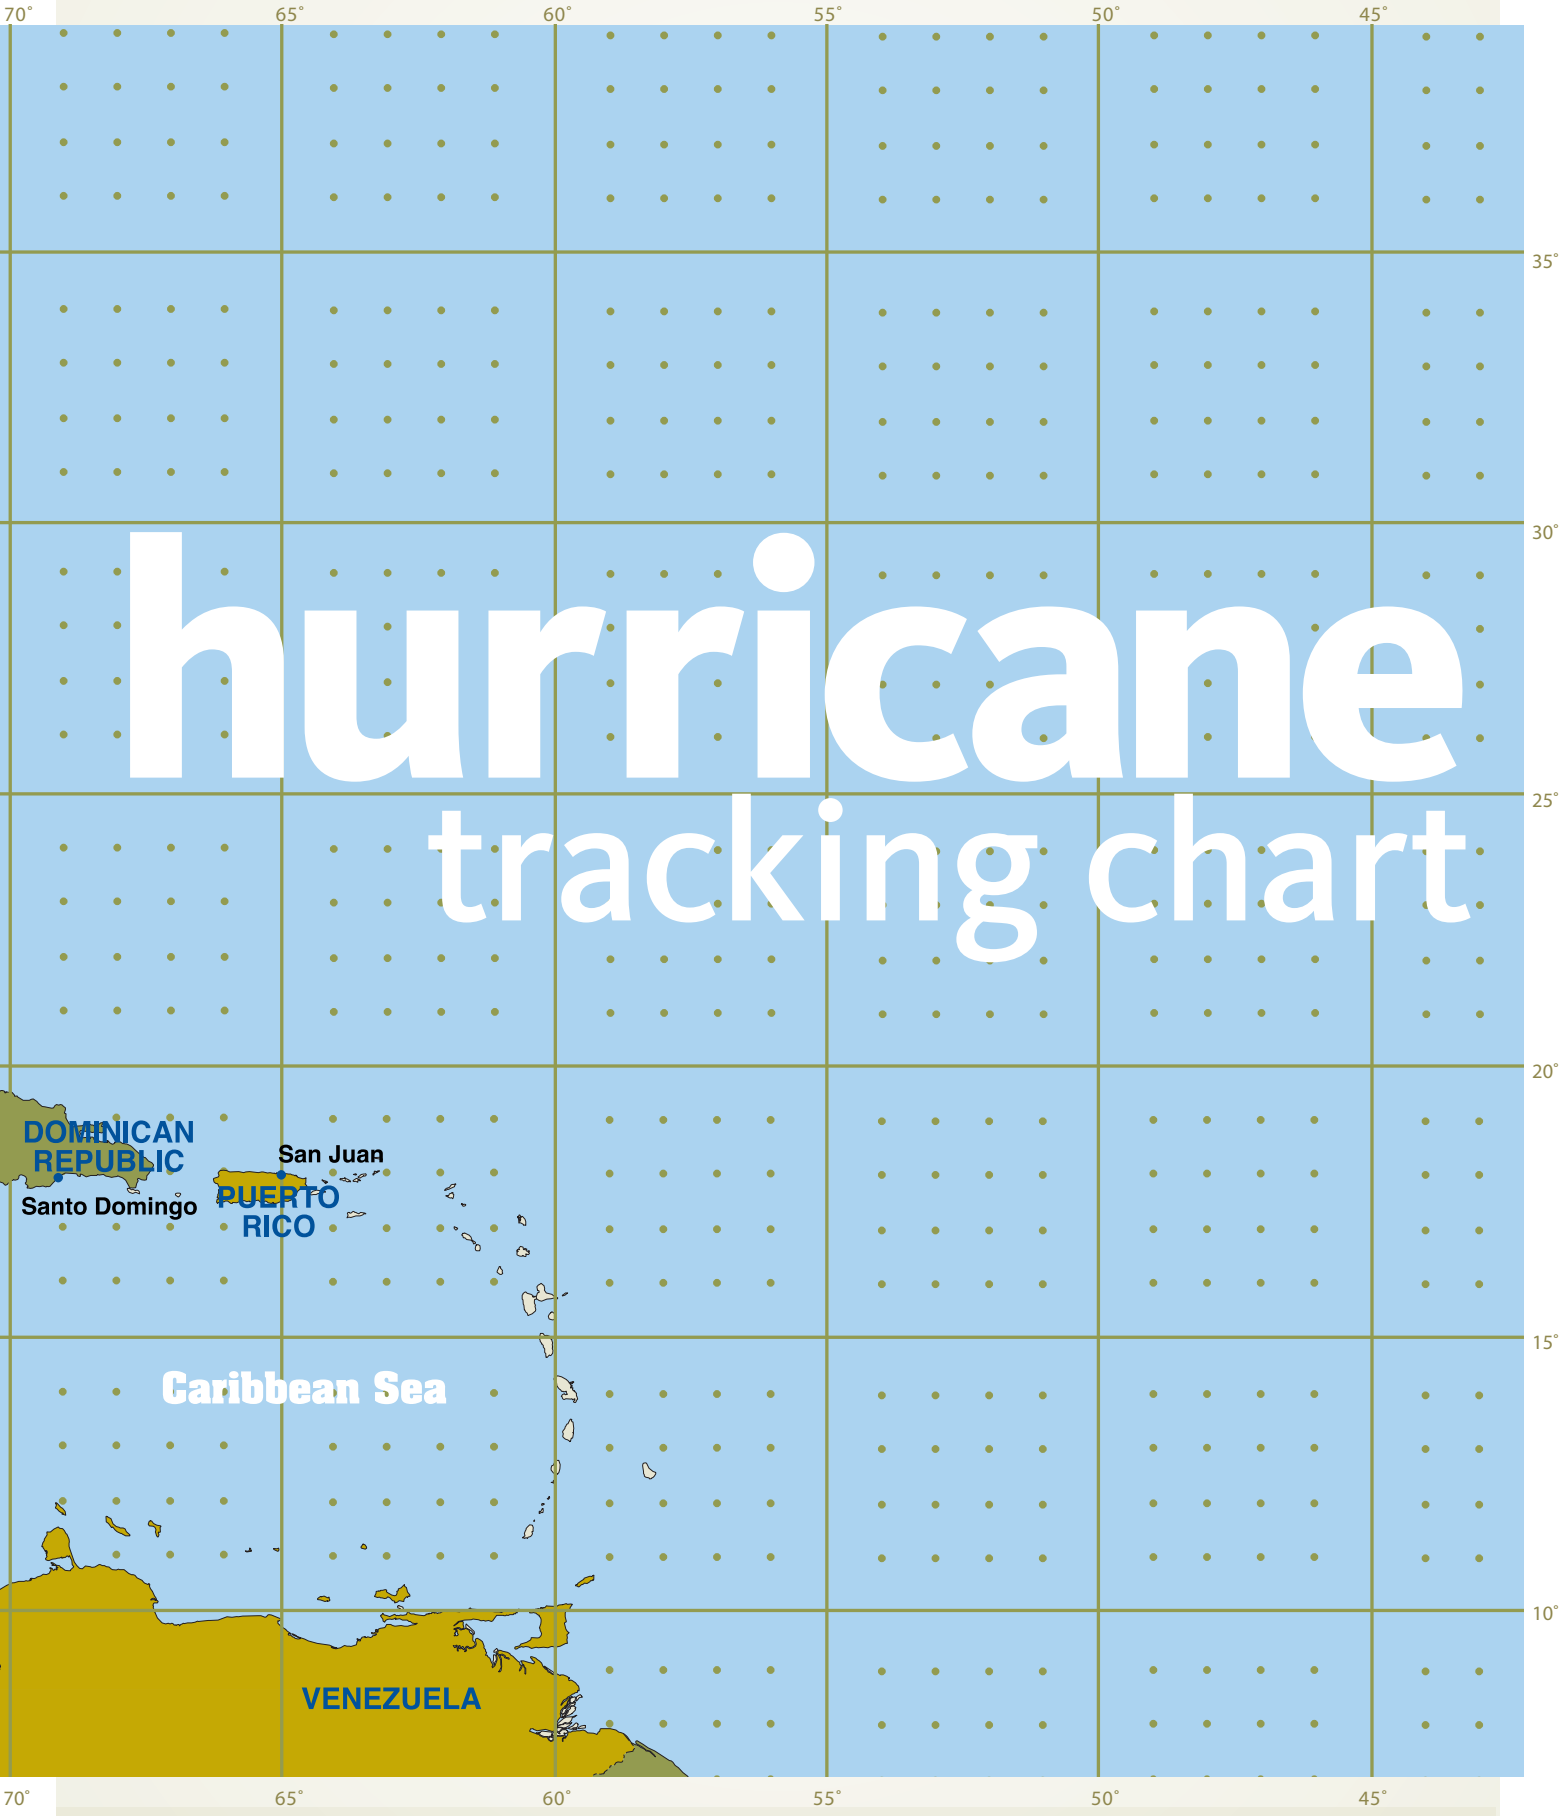 70° 65° 60° 55° 50° 45°
35°
30°
hurricane
25°
tracking chart
20°
DOMINICAN
REPUBLIC
San Juan
Santo Domingo
PUERTO
RICO
15°
Caribbean Sea
10°
VENEZUELA
70° 65° 60° 55° 50° 45°